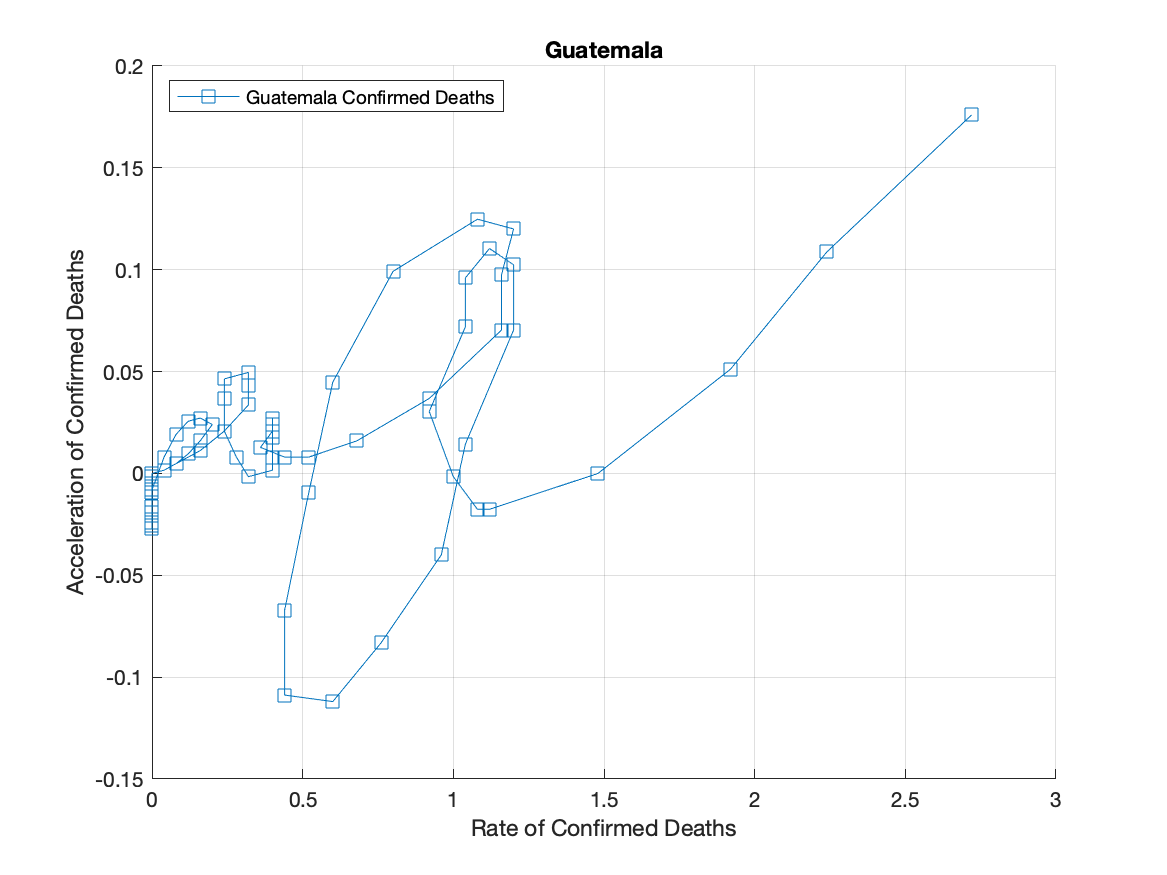 Guatemala
Guatemala Confirmed Deaths
0.2
0.15
0.1
0.05
0
-0.05
-0.1
-0.15
Acceleration of Confirmed Deaths
0 0.5 1 1.5 2 2.5 3
Rate of Confirmed Deaths